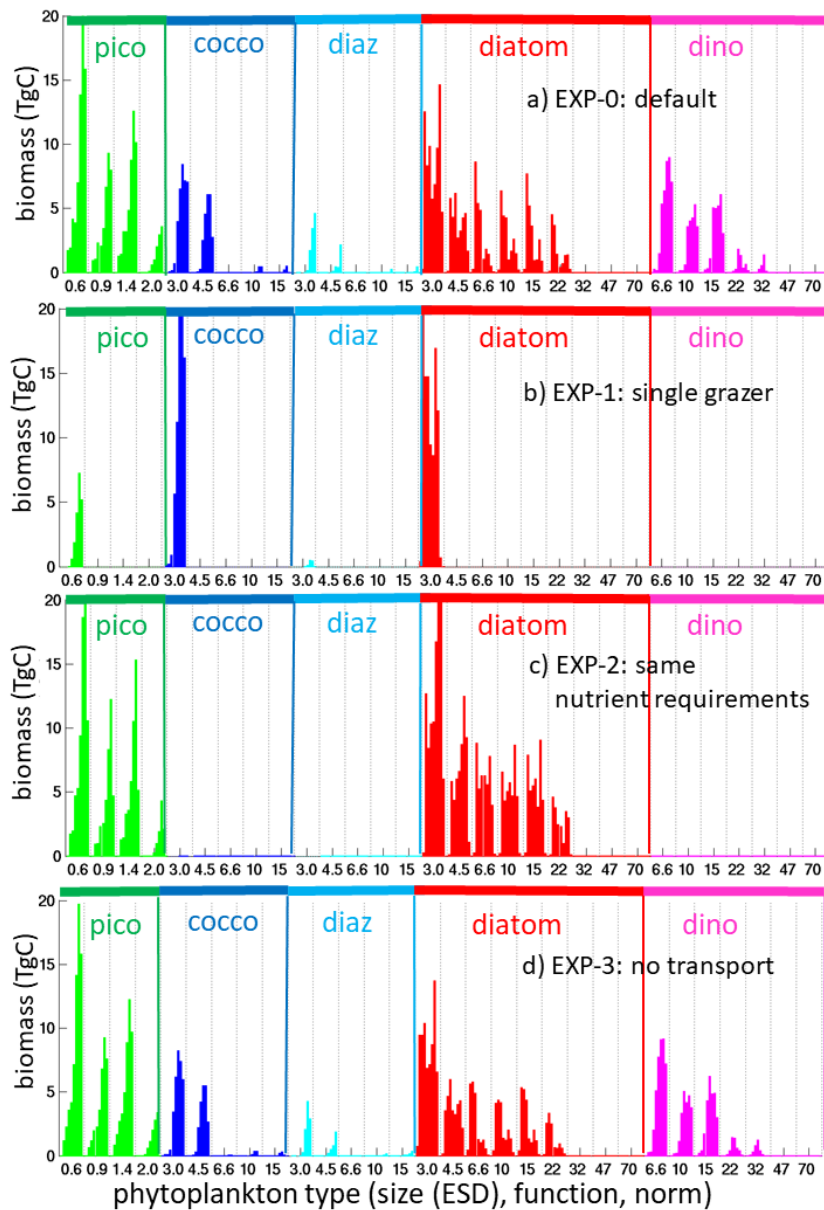 20
pico cocco diaz diatom dino
15
a) EXP-0: default
10
5
0
biomass (TgC)
0.6 0.9 1.4 2.0 3.0 4.5 6.6 10 15 3.0 4.5 6.6 10 15 3.0 4.5 6.6 10 15 22 32 47 70 6.6 10 15 22 32 47 70
20
pico cocco diaz diatom dino
15
b) EXP-1: single grazer
10
5
0
biomass (TgC)
0.6 0.9 1.4 2.0 3.0 4.5 6.6 10 15 3.0 4.5 6.6 10 15 3.0 4.5 6.6 10 15 22 32 47 70 6.6 10 15 22 32 47 70
20
pico cocco diaz diatom dino
15
c) EXP-2: same
nutrient requirements
10
5
0
biomass (TgC)
0.6 0.9 1.4 2.0 3.0 4.5 6.6 10 15 3.0 4.5 6.6 10 15 3.0 4.5 6.6 10 15 22 32 47 70 6.6 10 15 22 32 47 70
20
pico cocco diaz diatom dino
15
d) EXP-3: no transport
10
5
0
biomass (TgC)
0.6 0.9 1.4 2.0 3.0 4.5 6.6 10 15 3.0 4.5 6.6 10 15 3.0 4.5 6.6 10 15 22 32 47 70 6.6 10 15 22 32 47 70
phytoplankton type (size (ESD), function, norm)